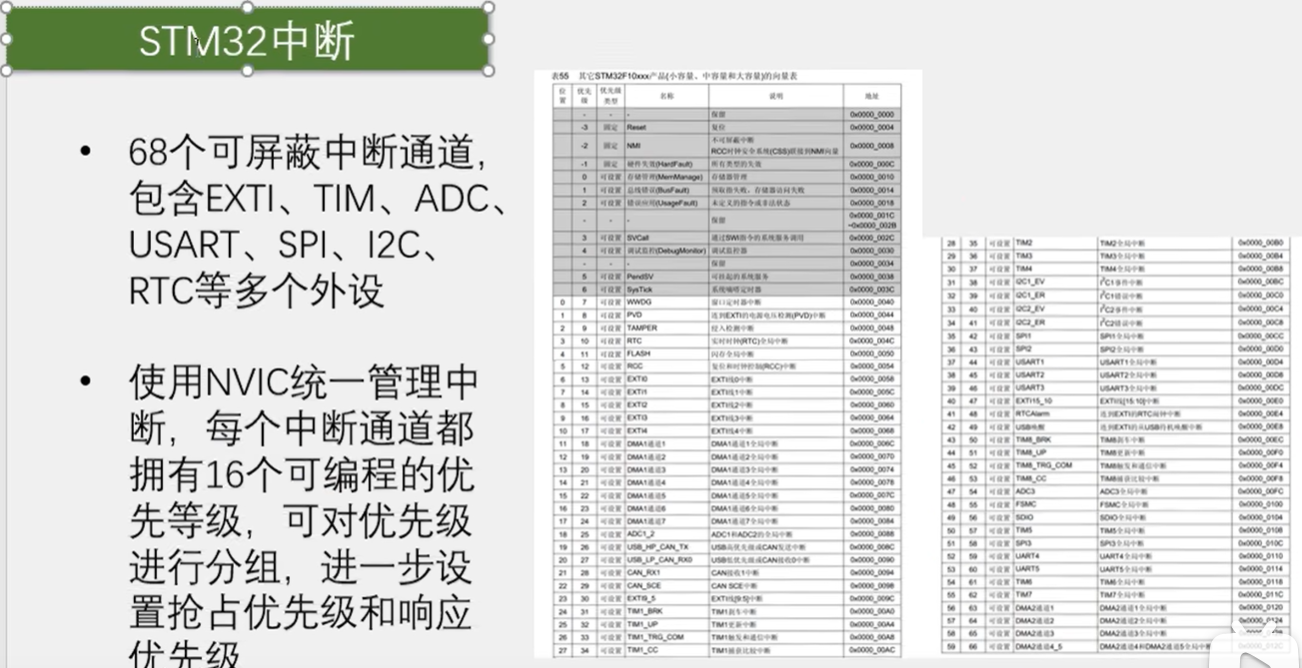 STM32中断
• 68个可屏蔽中断通道,
包含EXTI、TIM、ADC、
USART、SPI、I2C、
RTC等多个外设
• 使用NVIC统一管理中
断，每个中断通道都
拥有16个可编程的优
先等级，可对优先级
进行分组，进一步设
置抢占优先级和响应
优先级
表55 其它STM32F10xxx产品(小容量、中容量和大容量)的向量表
位置 优先级 优先级类型 名称 说明 地址
- - - 保留 0x0000_0000
-3 固定 Reset 复位 0x0000_0004
-2 固定 NMI 不可屏蔽中断 RCC时钟安全系统(CSS)联接到NMI向量 0x0000_0008
-1 固定 硬件失效(HardFault) 所有类型的失效 0x0000_000C
0 可设置 存储管理(MemManage) 存储器管理 0x0000_0010
1 可设置 总线错误(BusFault) 预取指失败，存储器访问失败 0x0000_0014
2 可设置 错误应用(UsageFault) 未定义的指令或非法状态 0x0000_0018
- - - 保留 0x0000_001C ~0x0000_002B
3 可设置 SVCall 通过SWI指令的系统服务调用 0x0000_002C
4 可设置 调试监控(DebugMonitor) 调试监控器 0x0000_0030
- - - 保留 0x0000_0034
5 可设置 PendSV 可挂起的系统服务 0x0000_0038
6 可设置 SysTick 系统嘀嗒定时器 0x0000_003C
0 7 可设置 WWDG 窗口定时器中断 0x0000_0040
1 8 可设置 PVD 连到EXTI的电源电压检测(PVD)中断 0x0000_0044
2 9 可设置 TAMPER 侵入检测中断 0x0000_0048
3 10 可设置 RTC 实时时钟(RTC)全局中断 0x0000_004C
4 11 可设置 FLASH 闪存全局中断 0x0000_0050
5 12 可设置 RCC 复位和时钟控制(RCC)中断 0x0000_0054
6 13 可设置 EXTI0 EXTI线0中断 0x0000_0058
7 14 可设置 EXTI1 EXTI线1中断 0x0000_005C
8 15 可设置 EXTI2 EXTI线2中断 0x0000_0060
9 16 可设置 EXTI3 EXTI线3中断 0x0000_0064
10 17 可设置 EXTI4 EXTI线4中断 0x0000_0068
11 18 可设置 DMA1通道1 DMA1通道1全局中断 0x0000_006C
12 19 可设置 DMA1通道2 DMA1通道2全局中断 0x0000_0070
13 20 可设置 DMA1通道3 DMA1通道3全局中断 0x0000_0074
14 21 可设置 DMA1通道4 DMA1通道4全局中断 0x0000_0078
15 22 可设置 DMA1通道5 DMA1通道5全局中断 0x0000_007C
16 23 可设置 DMA1通道6 DMA1通道6全局中断 0x0000_0080
17 24 可设置 DMA1通道7 DMA1通道7全局中断 0x0000_0084
18 25 可设置 ADC1_2 ADC1和ADC2的全局中断 0x0000_0088
19 26 可设置 USB_HP_CAN_TX USB高优先级或CAN发送中断 0x0000_008C
20 27 可设置 USB_LP_CAN_RX0 USB低优先级或CAN接收0中断 0x0000_0090
21 28 可设置 CAN_RX1 CAN接收1中断 0x0000_0094
22 29 可设置 CAN_SCE CAN SCE中断 0x0000_0098
23 30 可设置 EXTI9_5 EXTI线[9:5]中断 0x0000_009C
24 31 可设置 TIM1_BRK TIM1刹车中断 0x0000_00A0
25 32 可设置 TIM1_UP TIM1更新中断 0x0000_00A4
26 33 可设置 TIM1_TRG_COM TIM1触发和通信中断 0x0000_00A8
27 34 可设置 TIM1_CC TIM1捕获比较中断 0x0000_00AC
28 35 可设置 TIM2 TIM2全局中断 0x0000_00B0
29 36 可设置 TIM3 TIM3全局中断 0x0000_00B4
30 37 可设置 TIM4 TIM4全局中断 0x0000_00B8
31 38 可设置 I2C1_EV I²C1事件中断 0x0000_00BC
32 39 可设置 I2C1_ER I²C1错误中断 0x0000_00C0
33 40 可设置 I2C2_EV I²C2事件中断 0x0000_00C4
34 41 可设置 I2C2_ER I²C2错误中断 0x0000_00C8
35 42 可设置 SPI1 SPI1全局中断 0x0000_00CC
36 43 可设置 SPI2 SPI2全局中断 0x0000_00D0
37 44 可设置 USART1 USART1全局中断 0x0000_00D4
38 45 可设置 USART2 USART2全局中断 0x0000_00D8
39 46 可设置 USART3 USART3全局中断 0x0000_00DC
40 47 可设置 EXTI15_10 EXTI线[15:10]中断 0x0000_00E0
41 48 可设置 RTCAlarm 连到EXTI的RTC闹钟中断 0x0000_00E4
42 49 可设置 USB唤醒 连到EXTI的从USB待机唤醒中断 0x0000_00E8
43 50 可设置 TIM8_BRK TIM8刹车中断 0x0000_00EC
44 51 可设置 TIM8_UP TIM8更新中断 0x0000_00F0
45 52 可设置 TIM8_TRG_COM TIM8触发和通信中断 0x0000_00F4
46 53 可设置 TIM8_CC TIM8捕获比较中断 0x0000_00F8
47 54 可设置 ADC3 ADC3全局中断 0x0000_00FC
48 55 可设置 FSMC FSMC全局中断 0x0000_0100
49 56 可设置 SDIO SDIO全局中断 0x0000_0104
50 57 可设置 TIM5 TIM5全局中断 0x0000_0108
51 58 可设置 SPI3 SPI3全局中断 0x0000_010C
52 59 可设置 UART4 UART4全局中断 0x0000_0110
53 60 可设置 UART5 UART5全局中断 0x0000_0114
54 61 可设置 TIM6 TIM6全局中断 0x0000_0118
55 62 可设置 TIM7 TIM7全局中断 0x0000_011C
56 63 可设置 DMA2通道1 DMA2通道1全局中断 0x0000_0120
57 64 可设置 DMA2通道2 DMA2通道2全局中断 0x0000_0124
58 65 可设置 DMA2通道3 DMA2通道3全局中断
59 66 可设置 DMA2通道4_5 DMA2通道4和DMA2通道5全局中断